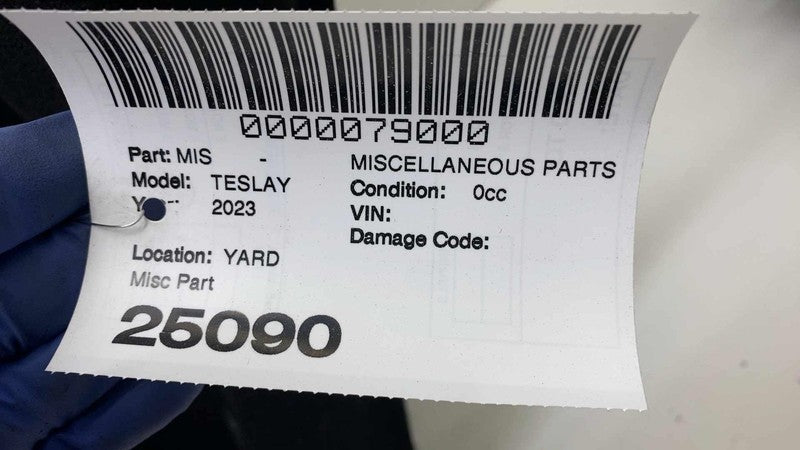 0000079000
Part: MIS - MISCELLANEOUS PARTS
Model: TESLAY Condition: 0cc
2023 VIN:
Damage Code:
Location: YARD
Misc Part
25090